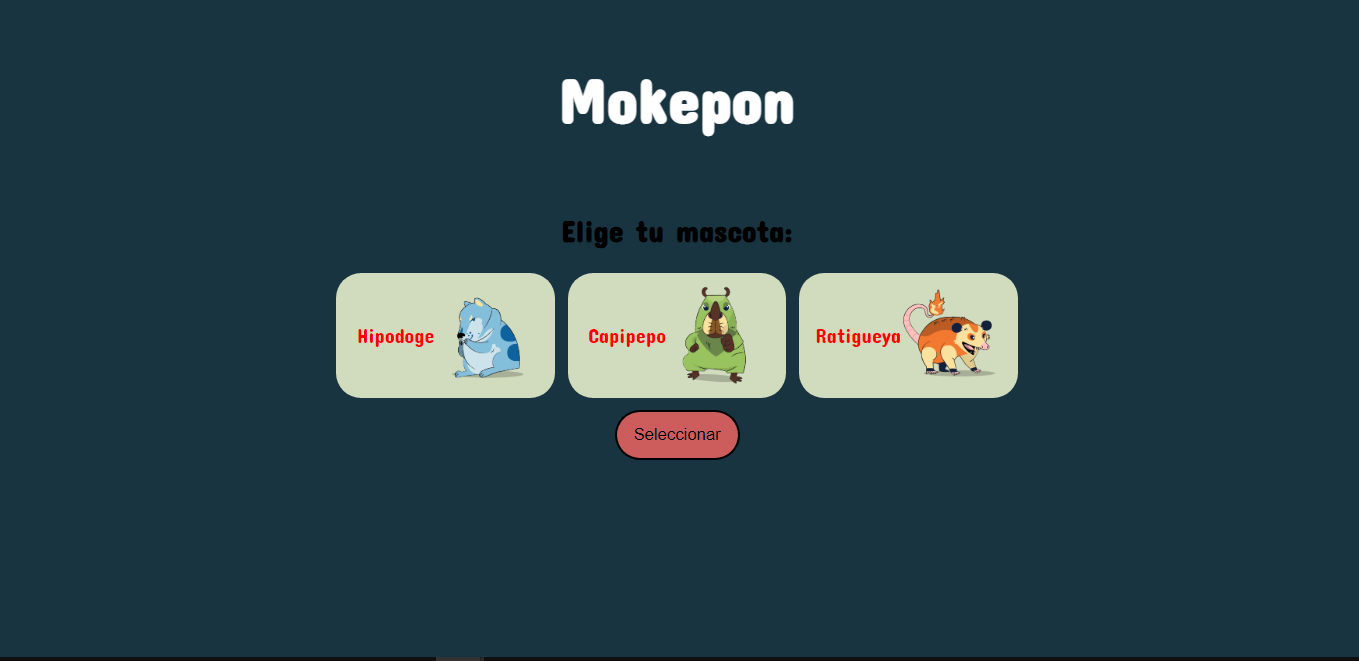 Mokepon
Elige tu mascota:
Hipodoge
Capipepo
Ratigueya
Seleccionar